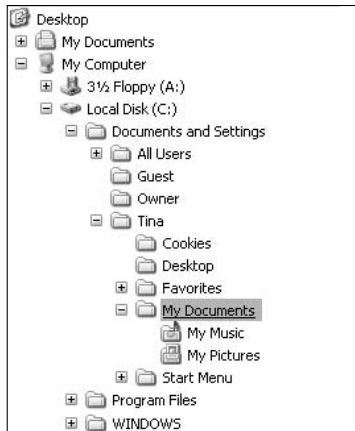 Desktop
My Documents
My Computer
3½ Floppy (A:)
Local Disk (C:)
Documents and Settings
All Users
Guest
Owner
Tina
Cookies
Desktop
Favorites
My Documents
My Music
My Pictures
Start Menu
Program Files
WINDOWS